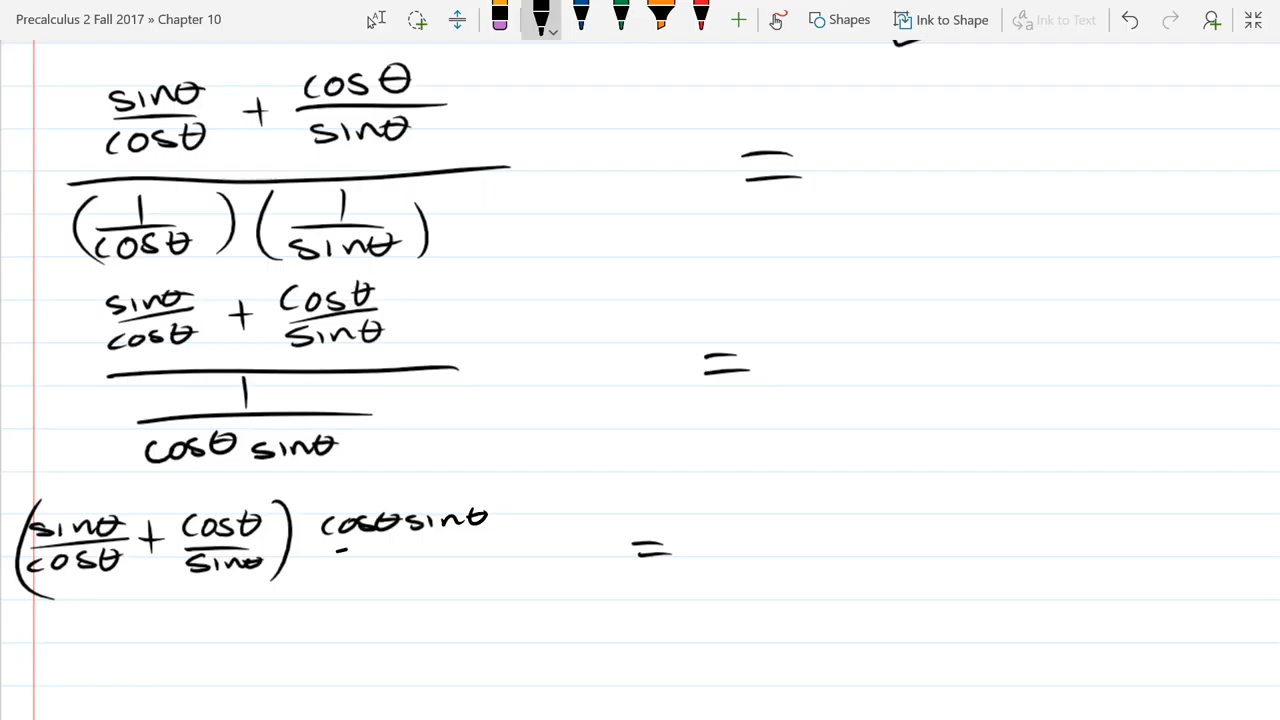 Precalculus 2 Fall 2017 » Chapter 10 Shapes Ink to Shape Ink to Text
sinθ/cosθ + cosθ/sinθ
=
(1/cosθ)(1/sinθ)
sinθ/cosθ + cosθ/sinθ
=
1/cosθ sinθ
(sinθ/cosθ + cosθ/sinθ) cosθ sinθ =